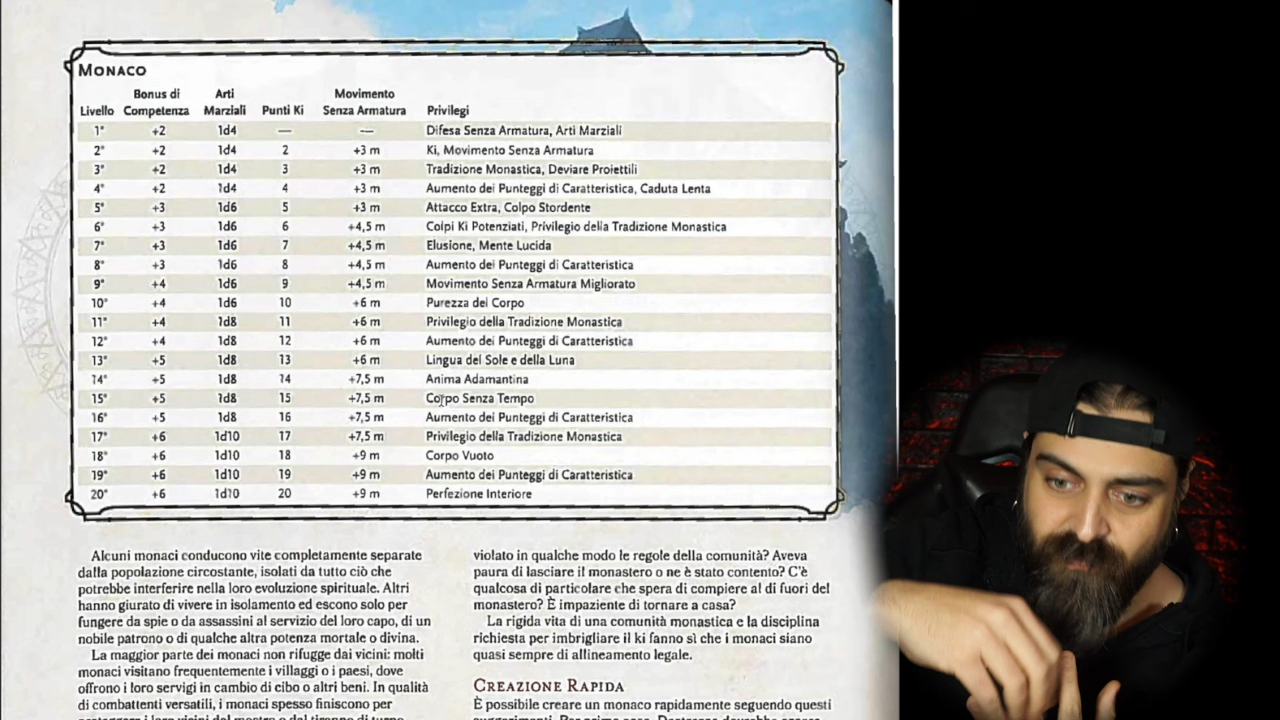 MONACO
Livello Bonus di Competenza Arti Marziali Punti Ki Movimento Senza Armatura Privilegi
1° +2 1d4 — — Difesa Senza Armatura, Arti Marziali
2° +2 1d4 2 +3 m Ki, Movimento Senza Armatura
3° +2 1d4 3 +3 m Tradizione Monastica, Deviare Proiettili
4° +2 1d4 4 +3 m Aumento dei Punteggi di Caratteristica, Caduta Lenta
5° +3 1d6 5 +3 m Attacco Extra, Colpo Stordente
6° +3 1d6 6 +4,5 m Colpi Ki Potenziati, Privilegio della Tradizione Monastica
7° +3 1d6 7 +4,5 m Elusione, Mente Lucida
8° +3 1d6 8 +4,5 m Aumento dei Punteggi di Caratteristica
9° +4 1d6 9 +4,5 m Movimento Senza Armatura Migliorato
10° +4 1d6 10 +6 m Purezza del Corpo
11° +4 1d8 11 +6 m Privilegio della Tradizione Monastica
12° +4 1d8 12 +6 m Aumento dei Punteggi di Caratteristica
13° +5 1d8 13 +6 m Lingua del Sole e della Luna
14° +5 1d8 14 +7,5 m Anima Adamantina
15° +5 1d8 15 +7,5 m Corpo Senza Tempo
16° +5 1d8 16 +7,5 m Aumento dei Punteggi di Caratteristica
17° +6 1d10 17 +7,5 m Privilegio della Tradizione Monastica
18° +6 1d10 18 +9 m Corpo Vuoto
19° +6 1d10 19 +9 m Aumento dei Punteggi di Caratteristica
20° +6 1d10 20 +9 m Perfezione Interiore
Alcuni monaci conducono vite completamente separate
dalla popolazione circostante, isolati da tutto ciò che
potrebbe interferire nella loro evoluzione spirituale. Altri
hanno giurato di vivere in isolamento ed escono solo per
fungere da spie o da assassini al servizio del loro capo, di un
nobile patrono o di qualche altra potenza mortale o divina.
La maggior parte dei monaci non rifugge dai vicini: molti
monaci visitano frequentemente i villaggi o i paesi, dove
offrono i loro servigi in cambio di cibo o altri beni. In qualità
di combattenti versatili, i monaci spesso finiscono per
violato in qualche modo le regole della comunità? Aveva
paura di lasciare il monastero o ne è stato contento? C'è
qualcosa di particolare che spera di compiere al di fuori del
monastero? È impaziente di tornare a casa?
La rigida vita di una comunità monastica e la disciplina
richiesta per imbrigliare il ki fanno sì che i monaci siano
quasi sempre di allineamento legale.
CREAZIONE RAPIDA
È possibile creare un monaco rapidamente seguendo questi